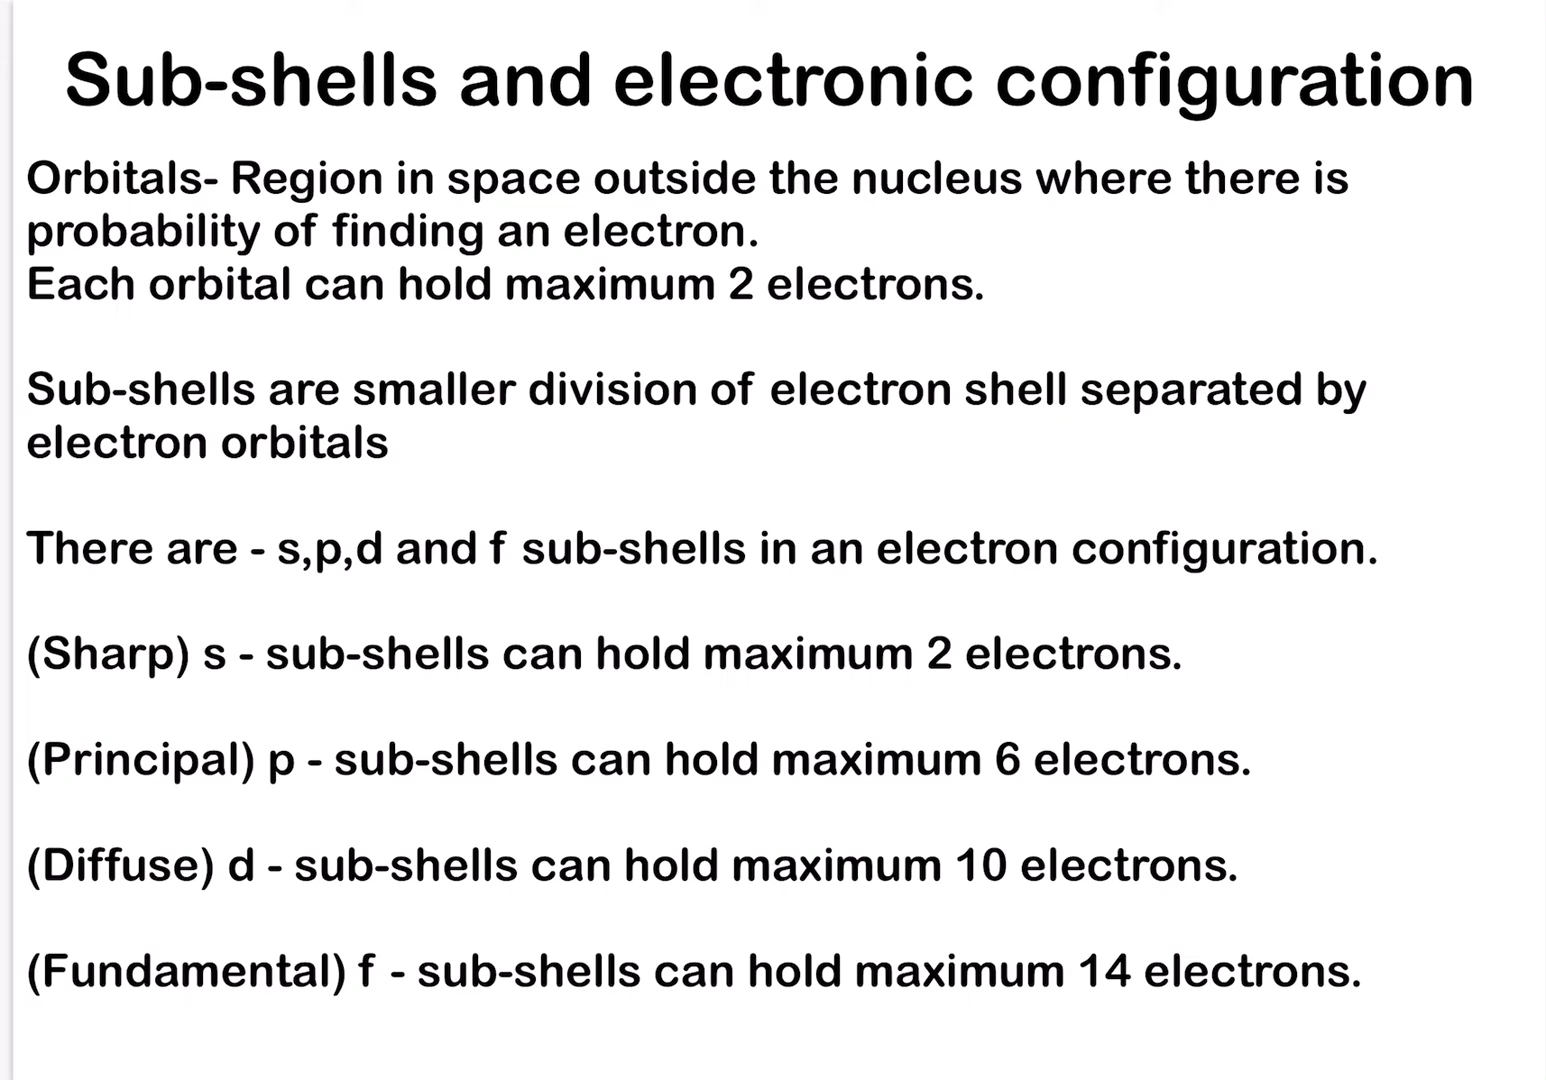 Sub-shells and electronic configuration
Orbitals- Region in space outside the nucleus where there is
probability of finding an electron.
Each orbital can hold maximum 2 electrons.
Sub-shells are smaller division of electron shell separated by
electron orbitals
There are - s,p,d and f sub-shells in an electron configuration.
(Sharp) s - sub-shells can hold maximum 2 electrons.
(Principal) p - sub-shells can hold maximum 6 electrons.
(Diffuse) d - sub-shells can hold maximum 10 electrons.
(Fundamental) f - sub-shells can hold maximum 14 electrons.